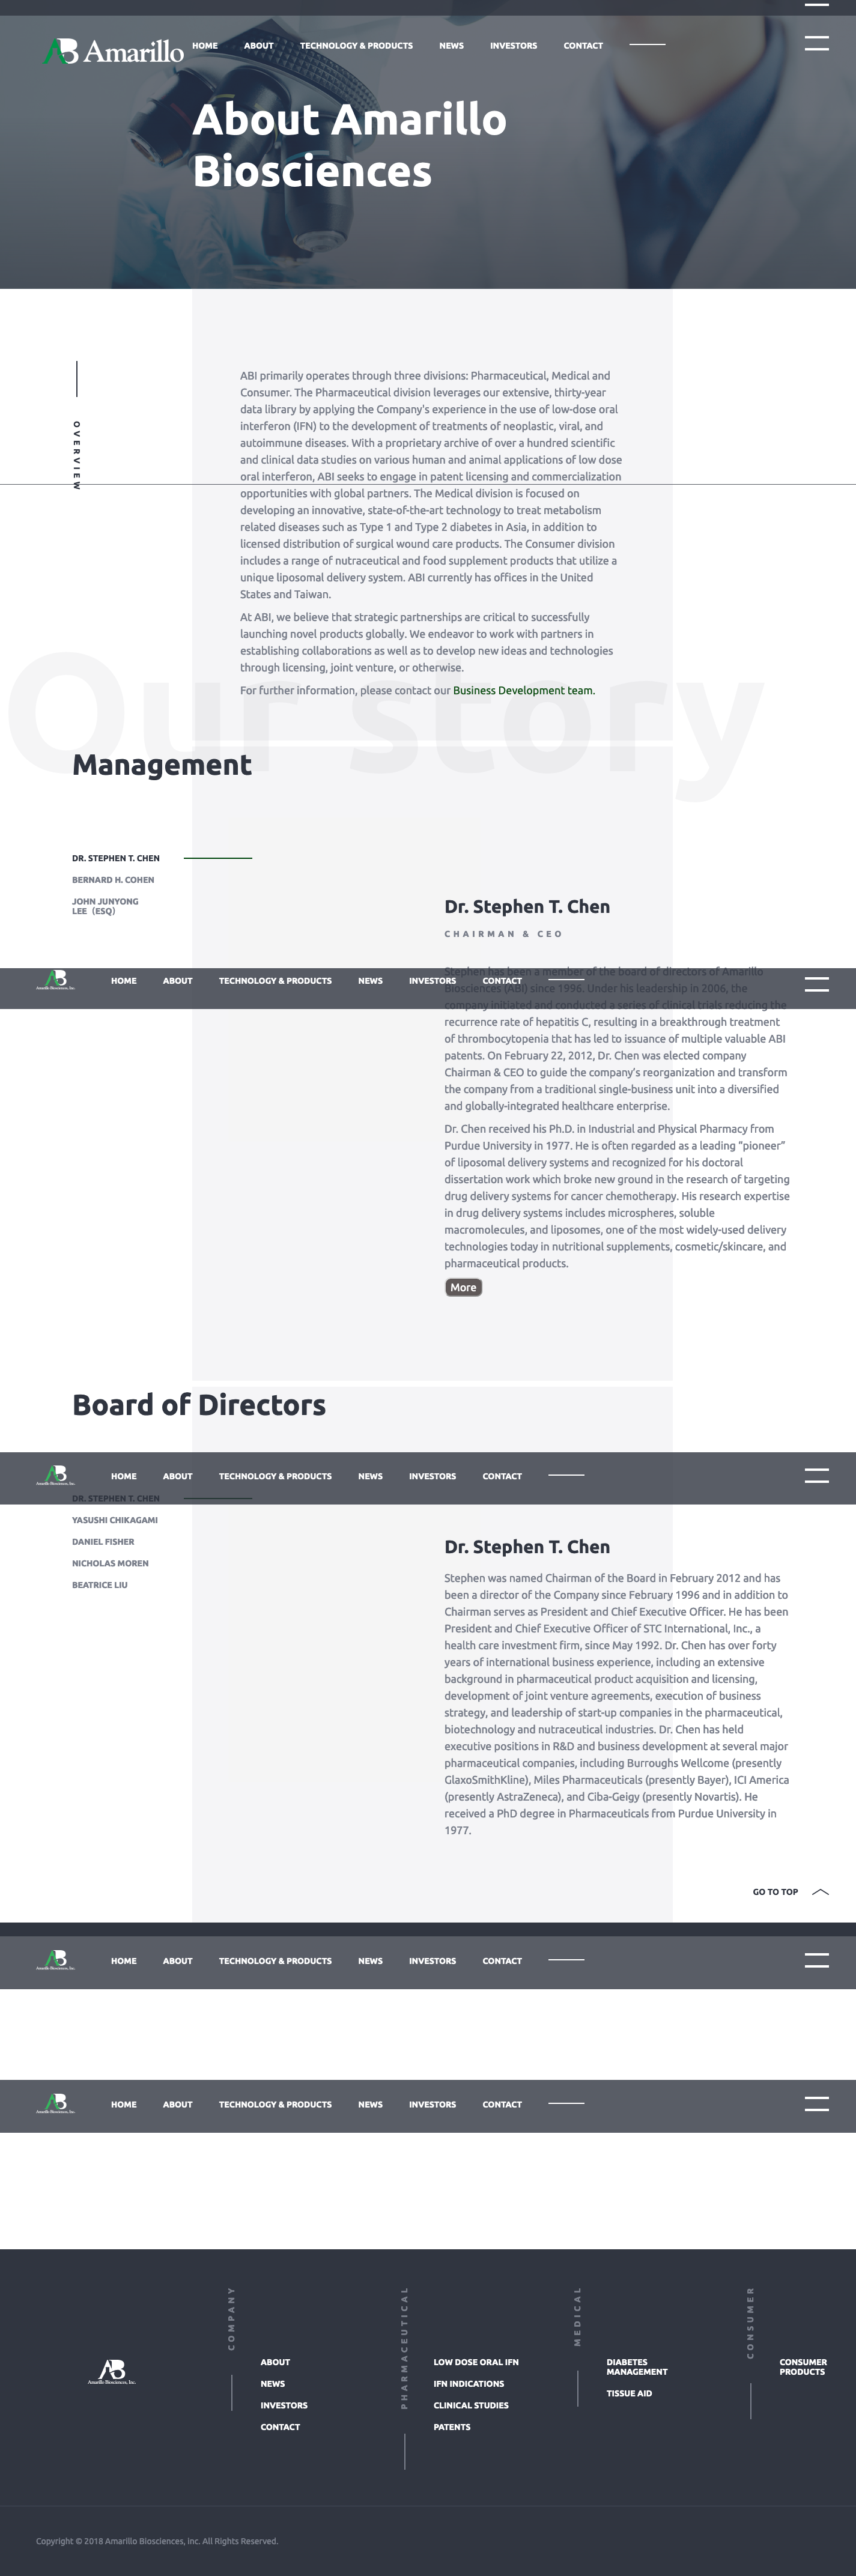 AB Amarillo
HOME ABOUT TECHNOLOGY & PRODUCTS NEWS INVESTORS CONTACT
About Amarillo
Biosciences
OVERVIEW
ABI primarily operates through three divisions: Pharmaceutical, Medical and
Consumer. The Pharmaceutical division leverages our extensive, thirty-year
data library by applying the Company's experience in the use of low-dose oral
interferon (IFN) to the development of treatments of neoplastic, viral, and
autoimmune diseases. With a proprietary archive of over a hundred scientific
and clinical data studies on various human and animal applications of low dose
oral interferon, ABI seeks to engage in patent licensing and commercialization
opportunities with global partners. The Medical division is focused on
developing an innovative, state-of-the-art technology to treat metabolism
related diseases such as Type 1 and Type 2 diabetes in Asia, in addition to
licensed distribution of surgical wound care products. The Consumer division
includes a range of nutraceutical and food supplement products that utilize a
unique liposomal delivery system. ABI currently has offices in the United
States and Taiwan.
At ABI, we believe that strategic partnerships are critical to successfully
launching novel products globally. We endeavor to work with partners in
establishing collaborations as well as to develop new ideas and technologies
through licensing, joint venture, or otherwise.
For further information, please contact our Business Development team.
Our story
Management
DR. STEPHEN T. CHEN
BERNARD H. COHEN
JOHN JUNYONG
LEE（ESQ）
Dr. Stephen T. Chen
CHAIRMAN & CEO
Stephen has been a member of the board of directors of Amarillo
AB Amarillo Biosciences, Inc. HOME ABOUT TECHNOLOGY & PRODUCTS NEWS INVESTORS CONTACT
Biosciences (ABI) since 1996. Under his leadership in 2006, the
company initiated and conducted a series of clinical trials reducing the
recurrence rate of hepatitis C, resulting in a breakthrough treatment
of thrombocytopenia that has led to issuance of multiple valuable ABI
patents. On February 22, 2012, Dr. Chen was elected company
Chairman & CEO to guide the company's reorganization and transform
the company from a traditional single-business unit into a diversified
and globally-integrated healthcare enterprise.
Dr. Chen received his Ph.D. in Industrial and Physical Pharmacy from
Purdue University in 1977. He is often regarded as a leading "pioneer"
of liposomal delivery systems and recognized for his doctoral
dissertation work which broke new ground in the research of targeting
drug delivery systems for cancer chemotherapy. His research expertise
in drug delivery systems includes microspheres, soluble
macromolecules, and liposomes, one of the most widely-used delivery
technologies today in nutritional supplements, cosmetic/skincare, and
pharmaceutical products.
More
Board of Directors
AB Amarillo Biosciences, Inc. HOME ABOUT TECHNOLOGY & PRODUCTS NEWS INVESTORS CONTACT
DR. STEPHEN T. CHEN
YASUSHI CHIKAGAMI
DANIEL FISHER
NICHOLAS MOREN
BEATRICE LIU
Dr. Stephen T. Chen
Stephen was named Chairman of the Board in February 2012 and has
been a director of the Company since February 1996 and in addition to
Chairman serves as President and Chief Executive Officer. He has been
President and Chief Executive Officer of STC International, Inc., a
health care investment firm, since May 1992. Dr. Chen has over forty
years of international business experience, including an extensive
background in pharmaceutical product acquisition and licensing,
development of joint venture agreements, execution of business
strategy, and leadership of start-up companies in the pharmaceutical,
biotechnology and nutraceutical industries. Dr. Chen has held
executive positions in R&D and business development at several major
pharmaceutical companies, including Burroughs Wellcome (presently
GlaxoSmithKline), Miles Pharmaceuticals (presently Bayer), ICI America
(presently AstraZeneca), and Ciba-Geigy (presently Novartis). He
received a PhD degree in Pharmaceuticals from Purdue University in
1977.
GO TO TOP
AB Amarillo Biosciences, Inc. HOME ABOUT TECHNOLOGY & PRODUCTS NEWS INVESTORS CONTACT
AB Amarillo Biosciences, Inc. HOME ABOUT TECHNOLOGY & PRODUCTS NEWS INVESTORS CONTACT
AB Amarillo Biosciences, Inc.
COMPANY
ABOUT
NEWS
INVESTORS
CONTACT
PHARMACEUTICAL
LOW DOSE ORAL IFN
IFN INDICATIONS
CLINICAL STUDIES
PATENTS
MEDICAL
DIABETES
MANAGEMENT
TISSUE AID
CONSUMER
CONSUMER
PRODUCTS
Copyright © 2018 Amarillo Biosciences, inc. All Rights Reserved.